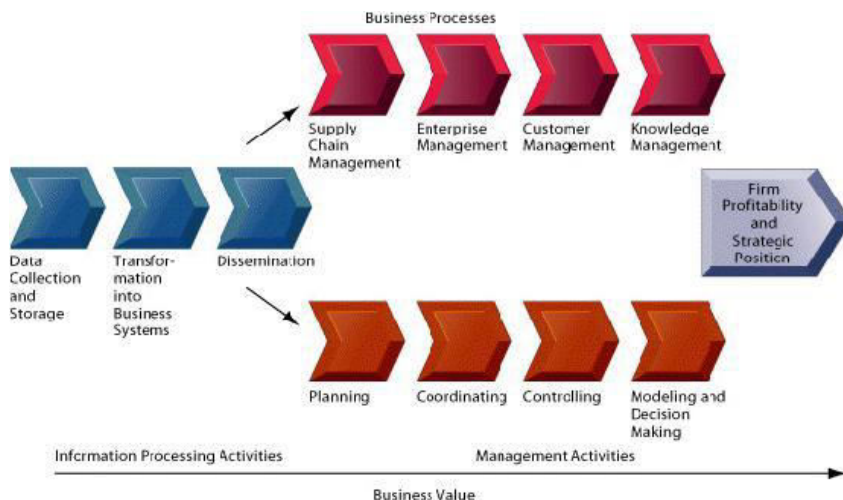 Business Processes
Supply
Chain
Management
Enterprise
Management
Customer
Management
Knowledge
Management
Firm
Profitability
and
Strategic
Position
Data
Collection
and
Storage
Transfor-
mation
into
Business
Systems
Dissemination
Planning
Coordinating
Controlling
Modeling and
Decision
Making
Information Processing Activities
Management Activities
Business Value